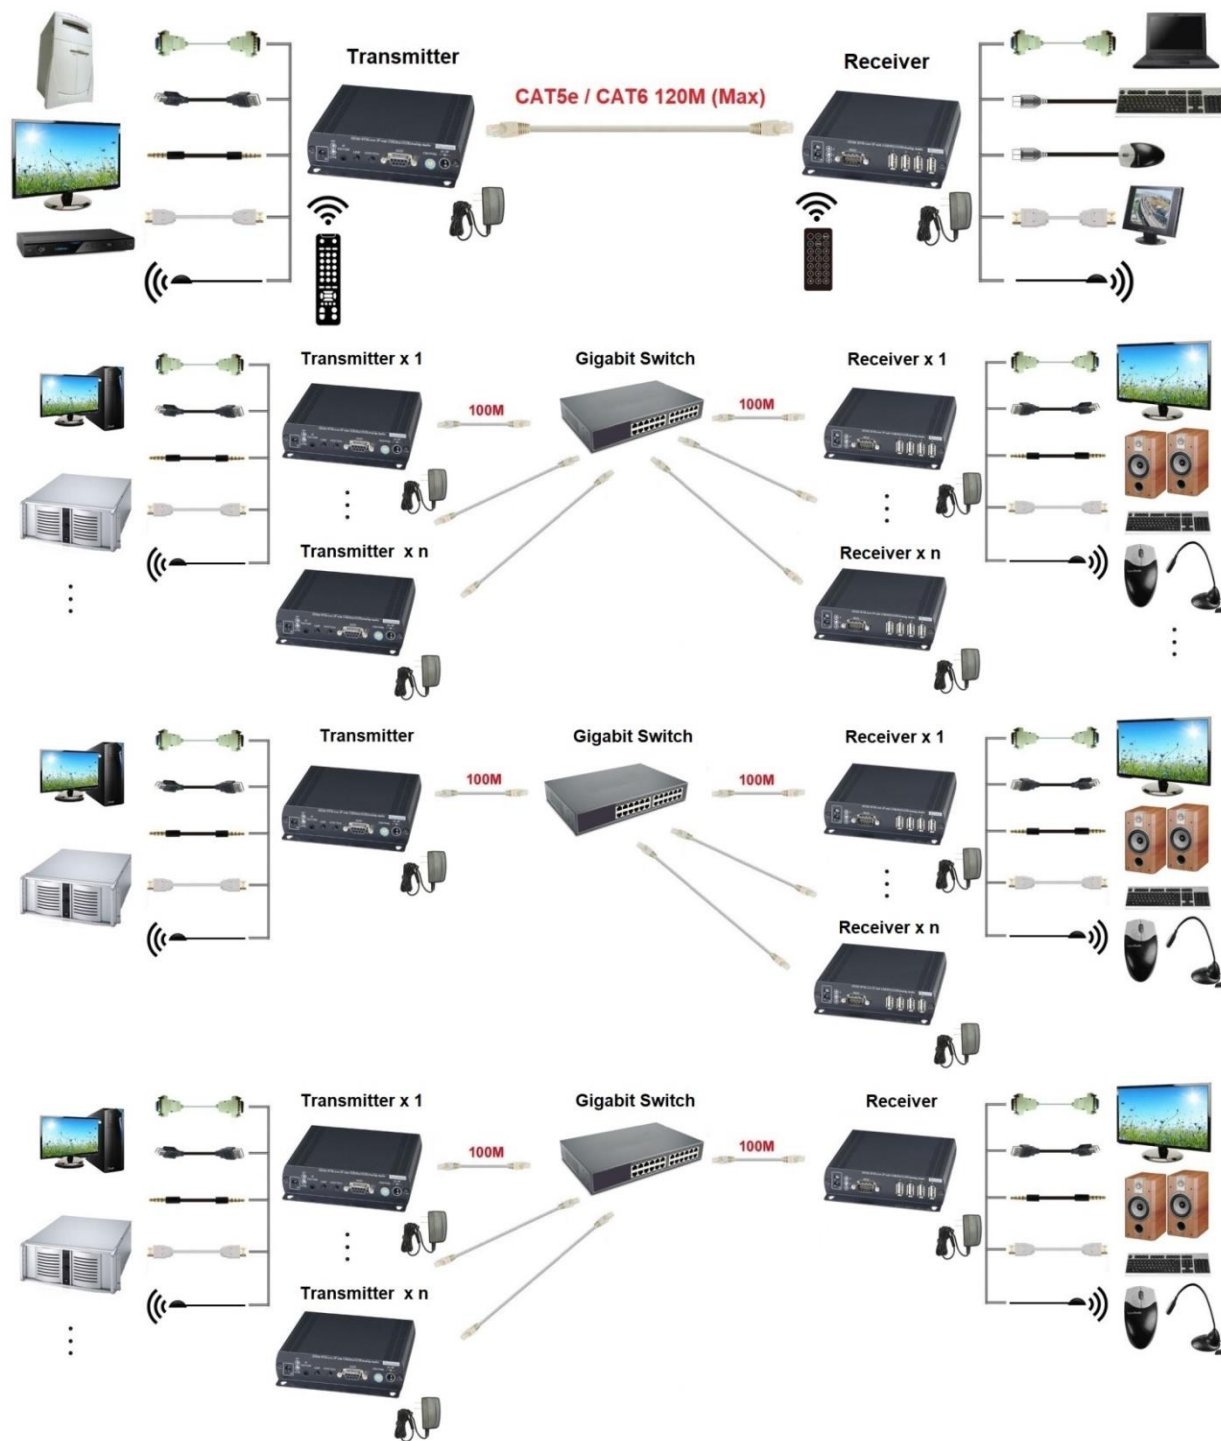 Transmitter
Receiver
CAT5e / CAT6 120M (Max)
Transmitter x 1
Gigabit Switch
Receiver x 1
100M
100M
Transmitter x n
Receiver x n
Transmitter
Gigabit Switch
Receiver x 1
100M
100M
Receiver x n
Transmitter x 1
Gigabit Switch
Receiver
100M
100M
Transmitter x n